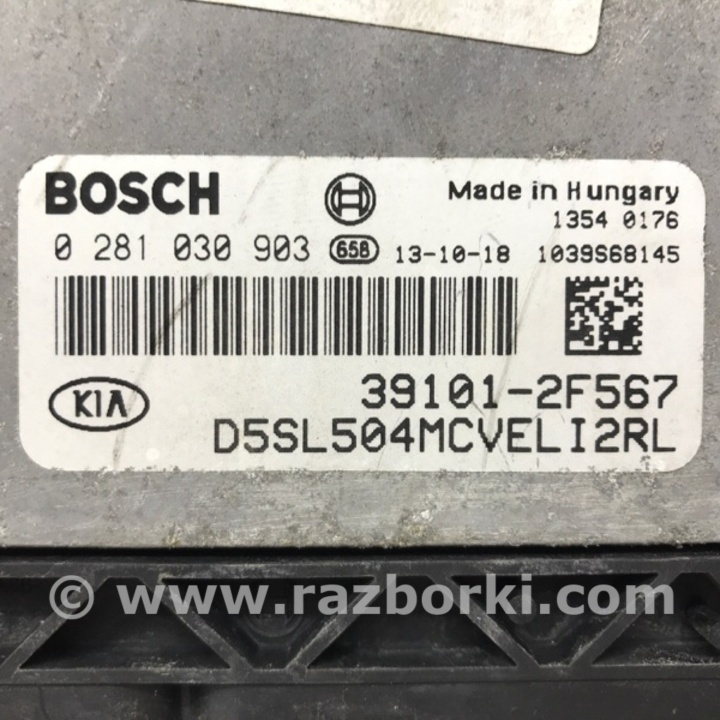 BOSCH
Made in Hungary
1354 0176
0 281 030 903 658 13-10-18 1039S68145
KIA
39101-2F567
D5SL504MCVELI2RL
© www.razborki.com